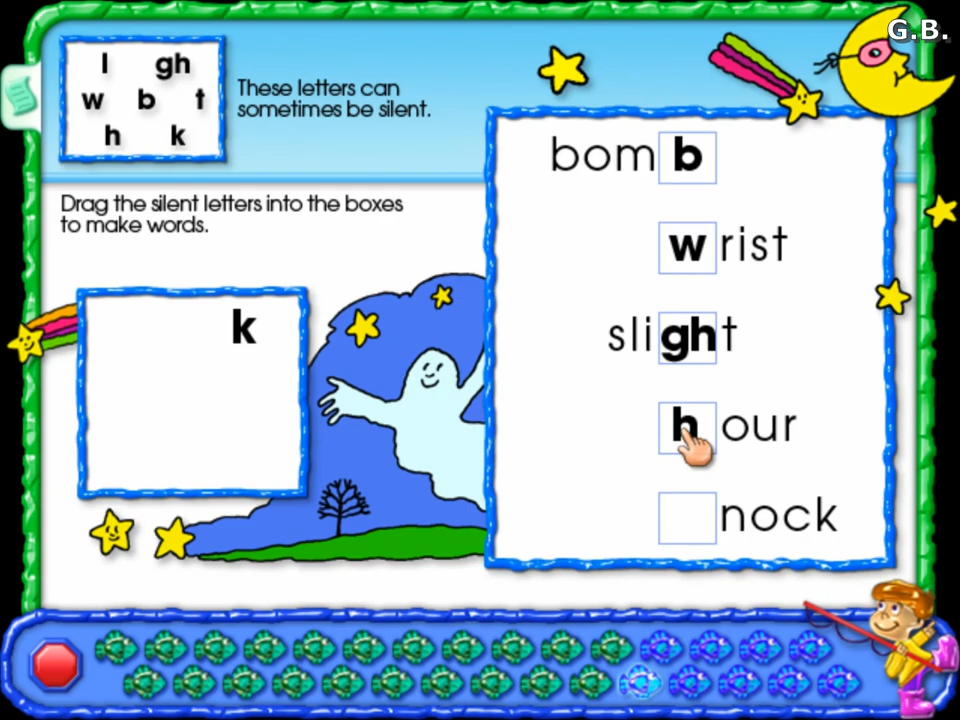 G.B.
l gh
w b t
h k
These letters can
sometimes be silent.
Drag the silent letters into the boxes
to make words.
k
bomb
wrist
slight
hour
nock